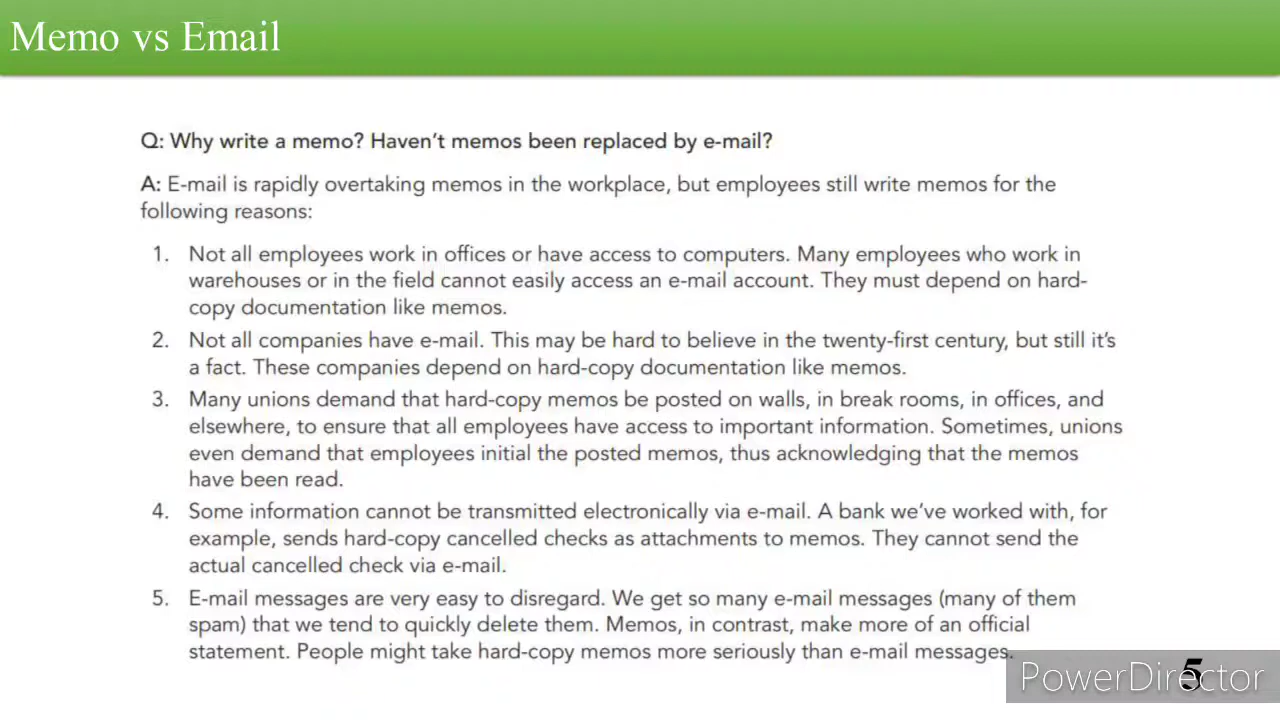 Memo vs Email
Q: Why write a memo? Haven't memos been replaced by e-mail?
A: E-mail is rapidly overtaking memos in the workplace, but employees still write memos for the
following reasons:
1. Not all employees work in offices or have access to computers. Many employees who work in
warehouses or in the field cannot easily access an e-mail account. They must depend on hard-
copy documentation like memos.
2. Not all companies have e-mail. This may be hard to believe in the twenty-first century, but still it's
a fact. These companies depend on hard-copy documentation like memos.
3. Many unions demand that hard-copy memos be posted on walls, in break rooms, in offices, and
elsewhere, to ensure that all employees have access to important information. Sometimes, unions
even demand that employees initial the posted memos, thus acknowledging that the memos
have been read.
4. Some information cannot be transmitted electronically via e-mail. A bank we've worked with, for
example, sends hard-copy cancelled checks as attachments to memos. They cannot send the
actual cancelled check via e-mail.
5. E-mail messages are very easy to disregard. We get so many e-mail messages (many of them
spam) that we tend to quickly delete them. Memos, in contrast, make more of an official
statement. People might take hard-copy memos more seriously than e-mail messages.
PowerDirector
5